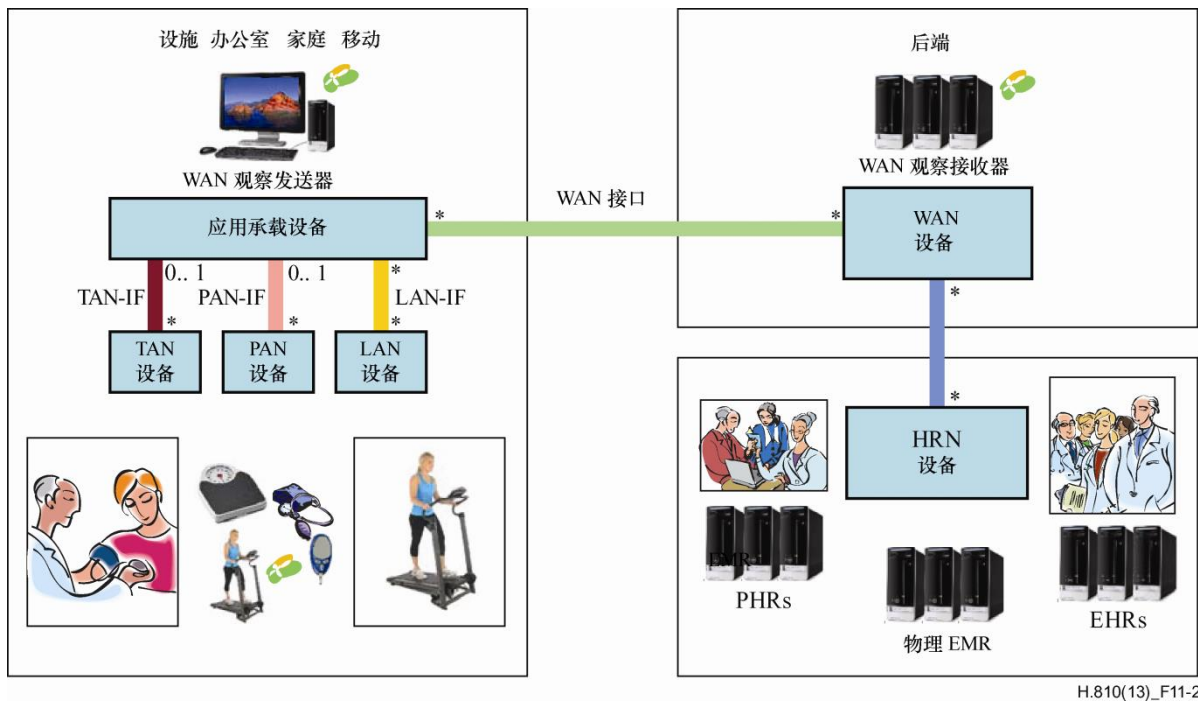 设施 办公室 家庭 移动
WAN 观察发送器
应用承载设备
*
0.. 1
0.. 1
*
TAN-IF
PAN-IF
LAN-IF
*
*
*
TAN
设备
PAN
设备
LAN
设备
WAN 接口
后端
WAN 观察接收器
*
WAN
设备
*
*
HRN
设备
EMR
PHRs
物理 EMR
EHRs
H.810(13)_F11-2